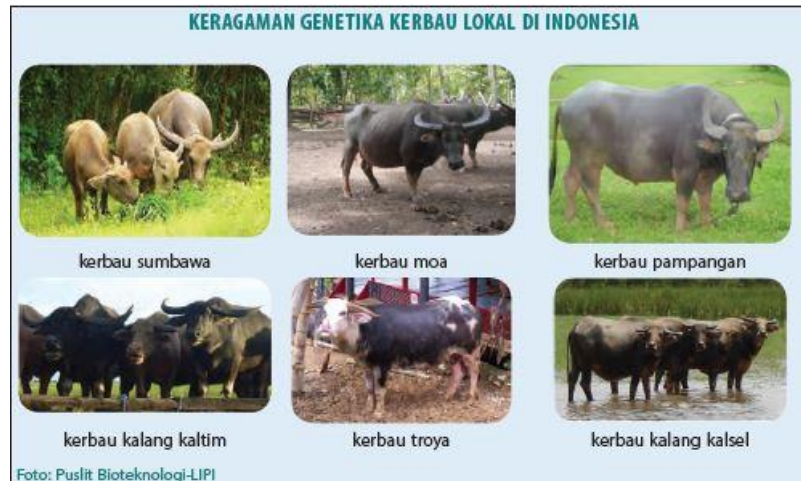 KERAGAMAN GENETIKA KERBAU LOKAL DI INDONESIA
kerbau sumbawa
kerbau moa
kerbau pampangan
kerbau kalang kaltim
kerbau troya
kerbau kalang kalsel
Foto: Puslit Bioteknologi-LIPI